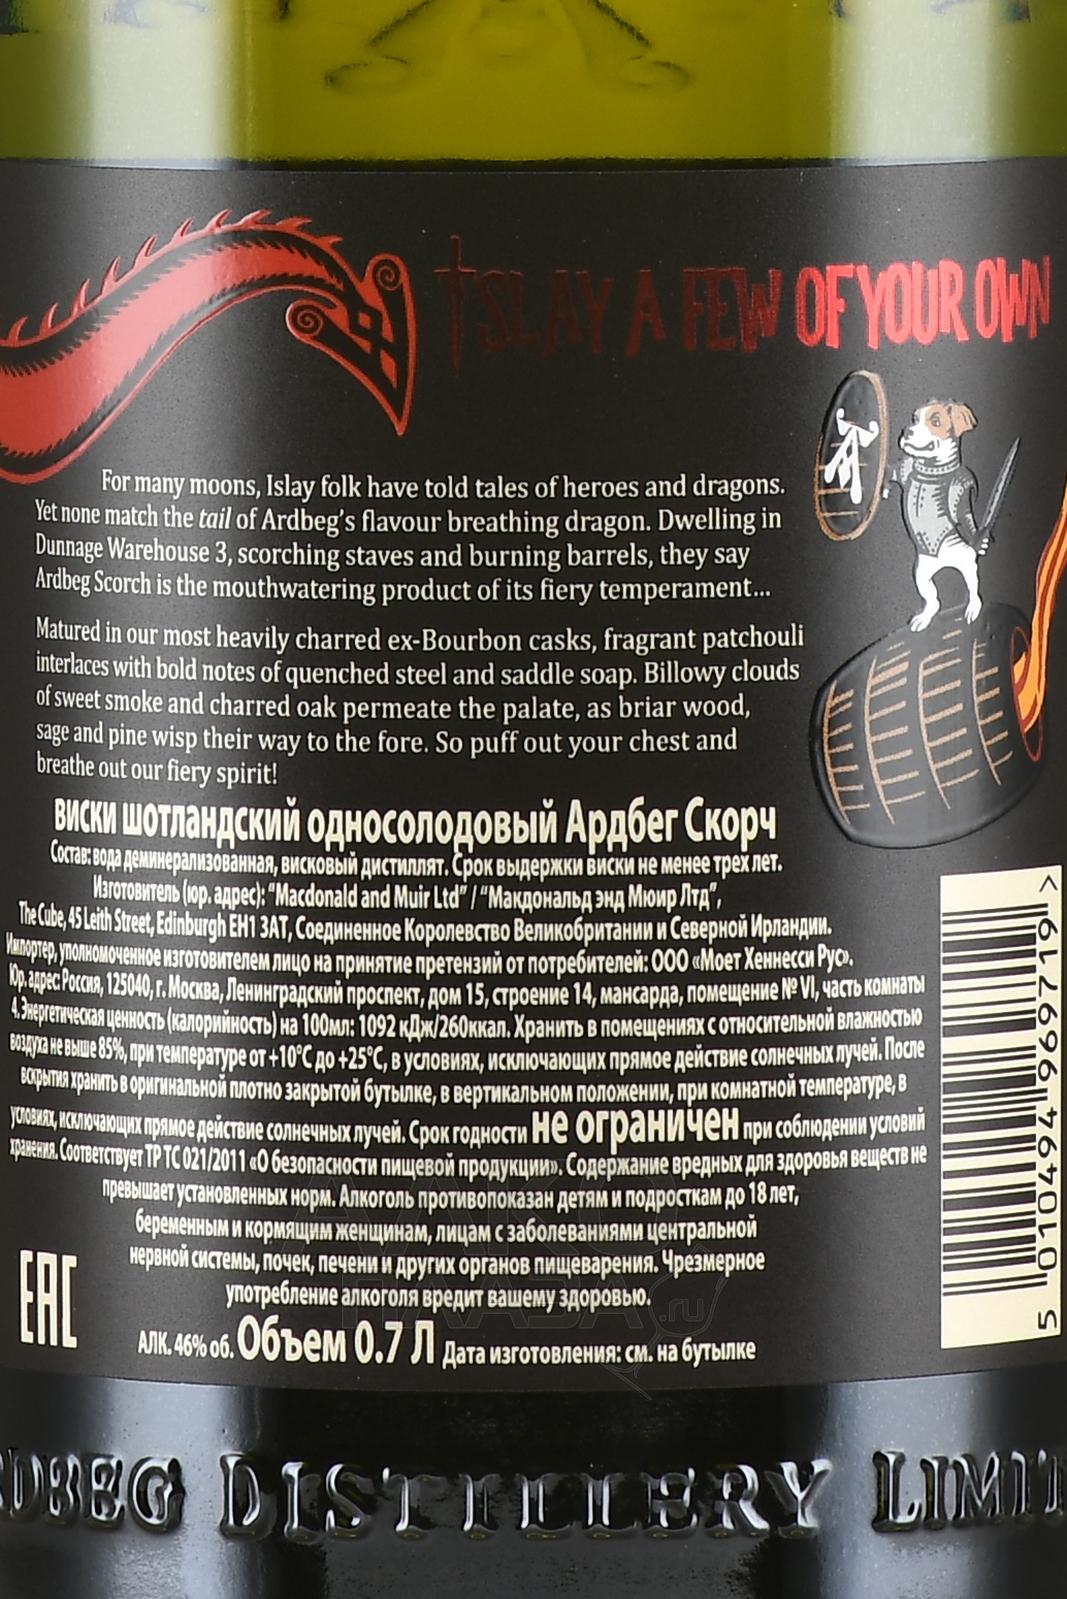 ISLAY A FEW OF YOUR OWN
For many moons, Islay folk have told tales of heroes and dragons.
Yet none match the tail of Ardbeg's flavour breathing dragon. Dwelling in
Dunnage Warehouse 3, scorching staves and burning barrels, they say
Ardbeg Scorch is the mouthwatering product of its fiery temperament...
Matured in our most heavily charred ex-Bourbon casks, fragrant patchouli
interlaces with bold notes of quenched steel and saddle soap. Billowy clouds
of sweet smoke and charred oak permeate the palate, as briar wood,
sage and pine wisp their way to the fore. So puff out your chest and
breathe out our fiery spirit!
виски шотландский односолодовый Ардбег Скорч
Состав: вода деминерализованная, висковый дистиллят. Срок выдержки виски не менее трех лет.
Изготовитель (юр. адрес): "Macdonald and Muir Ltd" / "Макдональд энд Мюир Лтд",
The Cube, 45 Leith Street, Edinburgh EH1 3AT, Соединенное Королевство Великобритании и Северной Ирландии.
Импортер, уполномоченное изготовителем лицо на принятие претензий от потребителей: ООО «Моет Хеннесси Рус».
Юр. адрес: Россия, 125040, г. Москва, Ленинградский проспект, дом 15, строение 14, мансарда, помещение № VI, часть комнаты
4. Энергетическая ценность (калорийность) на 100мл: 1092 кДж/260ккал. Хранить в помещениях с относительной влажностью
воздуха не выше 85%, при температуре от +10°С до +25°С, в условиях, исключающих прямое действие солнечных лучей. После
вскрытия хранить в оригинальной плотно закрытой бутылке, в вертикальном положении, при комнатной температуре, в
условиях, исключающих прямое действие солнечных лучей. Срок годности не ограничен при соблюдении условий
хранения. Соответствует ТР ТС 021/2011 «О безопасности пищевой продукции». Содержание вредных для здоровья веществ не
превышает установленных норм. Алкоголь противопоказан детям и подросткам до 18 лет,
беременным и кормящим женщинам, лицам с заболеваниями центральной
нервной системы, почек, печени и других органов пищеварения. Чрезмерное
употребление алкоголя вредит вашему здоровью.
АЛК. 46% об. Объем 0.7 Л Дата изготовления: см. на бутылке
EAC
5 010494 969719 >
АЛКО
ПЛАЗА.ru
RDBEG DISTILLERY LIMIT